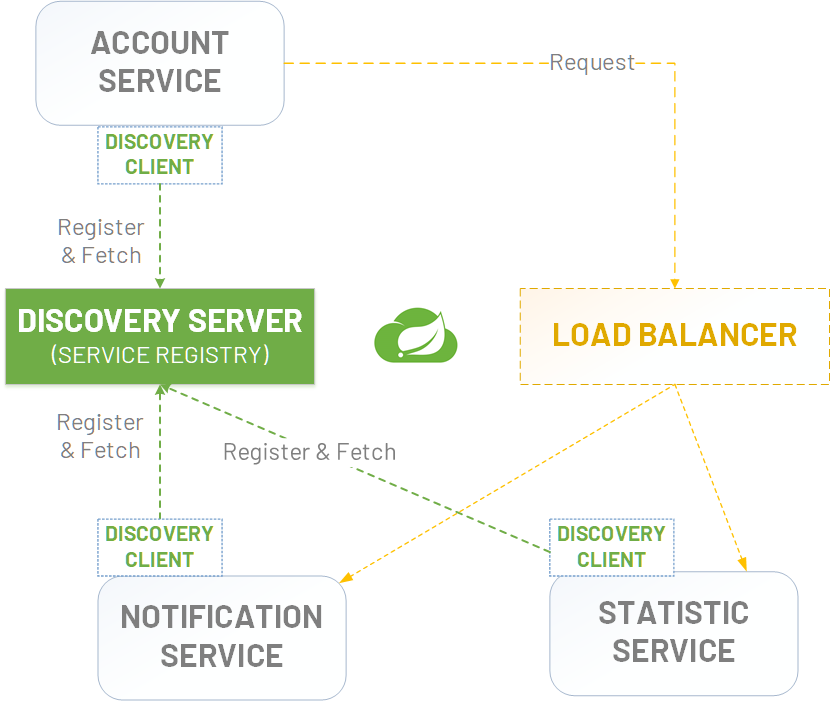 ACCOUNT
SERVICE
Request
DISCOVERY
CLIENT
Register
& Fetch
DISCOVERY SERVER
(SERVICE REGISTRY)
LOAD BALANCER
Register
& Fetch
Register & Fetch
DISCOVERY
CLIENT
DISCOVERY
CLIENT
NOTIFICATION
SERVICE
STATISTIC
SERVICE